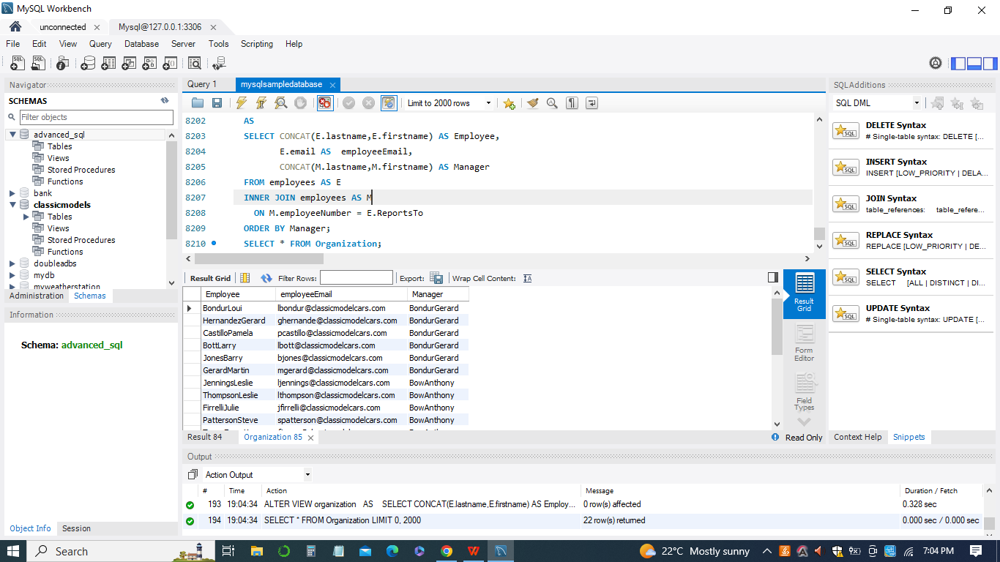 MySQL Workbench
unconnected
Mysql@127.0.0.1:3306
File Edit View Query Database Server Tools Scripting Help
Navigator
SCHEMAS
Filter objects
advanced_sql
Tables
Views
Stored Procedures
Functions
bank
classicmodels
Tables
Views
Stored Procedures
Functions
doubleadbs
mydb
myweatherstation
Administration Schemas
Information
Schema: advanced_sql
Object Info Session
Query 1 mysqlsampledatabase
Limit to 2000 rows
8202 AS
8203 SELECT CONCAT(E.lastname,E.firstname) AS Employee,
8204 E.email AS employeeEmail,
8205 CONCAT(M.lastname,M.firstname) AS Manager
8206 FROM employees AS E
8207 INNER JOIN employees AS M
8208 ON M.employeeNumber = E.ReportsTo
8209 ORDER BY Manager;
8210 SELECT * FROM Organization;
Result Grid Filter Rows: Export: Wrap Cell Content:
Employee employeeEmail Manager
BondurLoui lbondur@classicmodelcars.com BondurGerard
HernandezGerard ghernande@classicmodelcars.com BondurGerard
CastilloPamela pcastillo@classicmodelcars.com BondurGerard
BottLarry lbott@classicmodelcars.com BondurGerard
JonesBarry bjones@classicmodelcars.com BondurGerard
GerardMartin mgerard@classicmodelcars.com BondurGerard
JenningsLeslie ljennings@classicmodelcars.com BowAnthony
ThompsonLeslie lthompson@classicmodelcars.com BowAnthony
FirrelliJulie jfirrelli@classicmodelcars.com BowAnthony
PattersonSteve spatterson@classicmodelcars.com BowAnthony
Result Grid
Form Editor
Field Types
Result 84 Organization 85 Read Only
SQLAdditions
SQL DML
DELETE Syntax
# Single-table syntax: DELETE [...
INSERT Syntax
INSERT [LOW_PRIORITY | DELA...
JOIN Syntax
table_references: table_refere...
REPLACE Syntax
REPLACE [LOW_PRIORITY | DE...
SELECT Syntax
SELECT [ALL | DISTINCT | DI...
UPDATE Syntax
# Single-table syntax: UPDATE [...
Context Help Snippets
Output
Action Output
# Time Action Message Duration / Fetch
193 19:04:34 ALTER VIEW organization AS SELECT CONCAT(E.lastname,E.firstname) AS Employ... 0 row(s) affected 0.328 sec
194 19:04:34 SELECT * FROM Organization LIMIT 0, 2000 22 row(s) returned 0.000 sec / 0.000 sec
Search
22°C Mostly sunny
7:04 PM